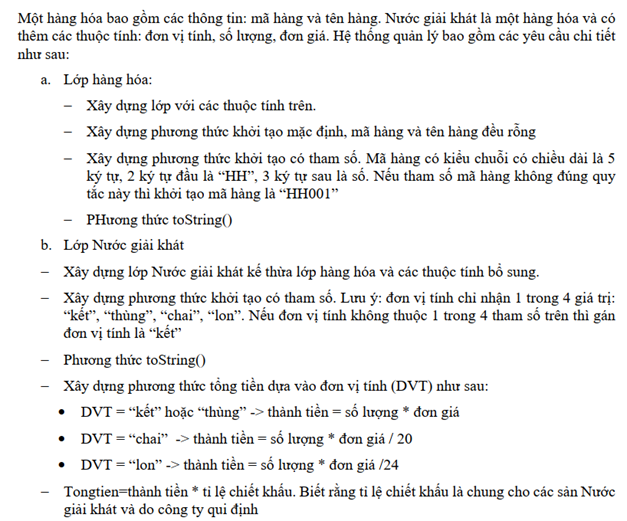 Một hàng hóa bao gồm các thông tin: mã hàng và tên hàng. Nước giải khát là một hàng hóa và có
thêm các thuộc tính: đơn vị tính, số lượng, đơn giá. Hệ thống quản lý bao gồm các yêu cầu chi tiết
như sau:
a. Lớp hàng hóa:
– Xây dựng lớp với các thuộc tính trên.
– Xây dựng phương thức khởi tạo mặc định, mã hàng và tên hàng đều rỗng
– Xây dựng phương thức khởi tạo có tham số. Mã hàng có kiểu chuỗi có chiều dài là 5
ký tự, 2 ký tự đầu là “HH”, 3 ký tự sau là số. Nếu tham số mã hàng không đúng quy
tắc này thì khởi tạo mã hàng là “HH001”
– PHương thức toString()
b. Lớp Nước giải khát
– Xây dựng lớp Nước giải khát kế thừa lớp hàng hóa và các thuộc tính bổ sung.
– Xây dựng phương thức khởi tạo có tham số. Lưu ý: đơn vị tính chỉ nhận 1 trong 4 giá trị:
“kết”, “thùng”, “chai”, “lon”. Nếu đơn vị tính không thuộc 1 trong 4 tham số trên thì gán
đơn vị tính là “kết”
– Phương thức toString()
– Xây dựng phương thức tổng tiền dựa vào đơn vị tính (DVT) như sau:
• DVT = “kết” hoặc “thùng” -> thành tiền = số lượng * đơn giá
• DVT = “chai” -> thành tiền = số lượng * đơn giá / 20
• DVT = “lon” -> thành tiền = số lượng * đơn giá /24
– Tongtien=thành tiền * tỉ lệ chiết khấu. Biết rằng tỉ lệ chiết khấu là chung cho các sản Nước
giải khát và do công ty qui định